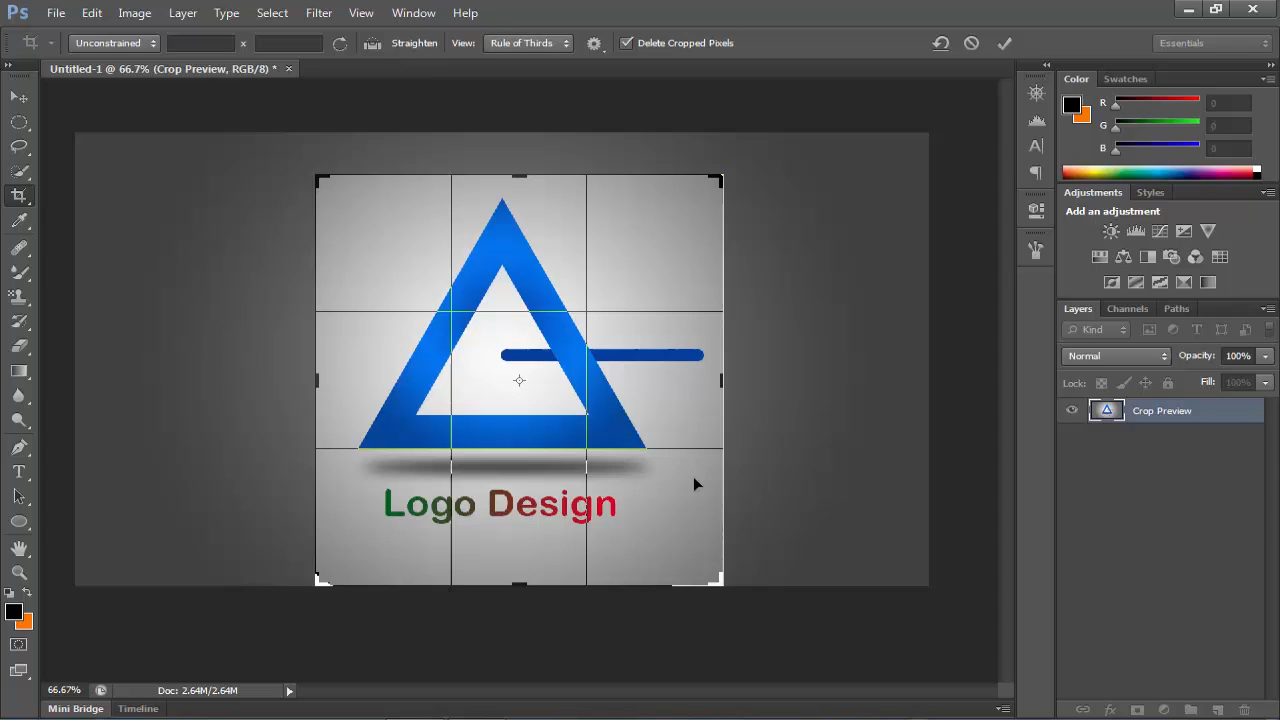 Ps File Edit Image Layer Type Select Filter View Window Help
Unconstrained x Straighten View: Rule of Thirds Delete Cropped Pixels Essentials
Untitled-1 @ 66.7% (Crop Preview, RGB/8) * ×
Color Swatches
R 0
G 0
B 0
Adjustments Styles
Add an adjustment
Layers Channels Paths
Kind
Normal Opacity: 100%
Lock: Fill: 100%
Crop Preview
Logo Design
66.67% Doc: 2.64M/2.64M
Mini Bridge Timeline